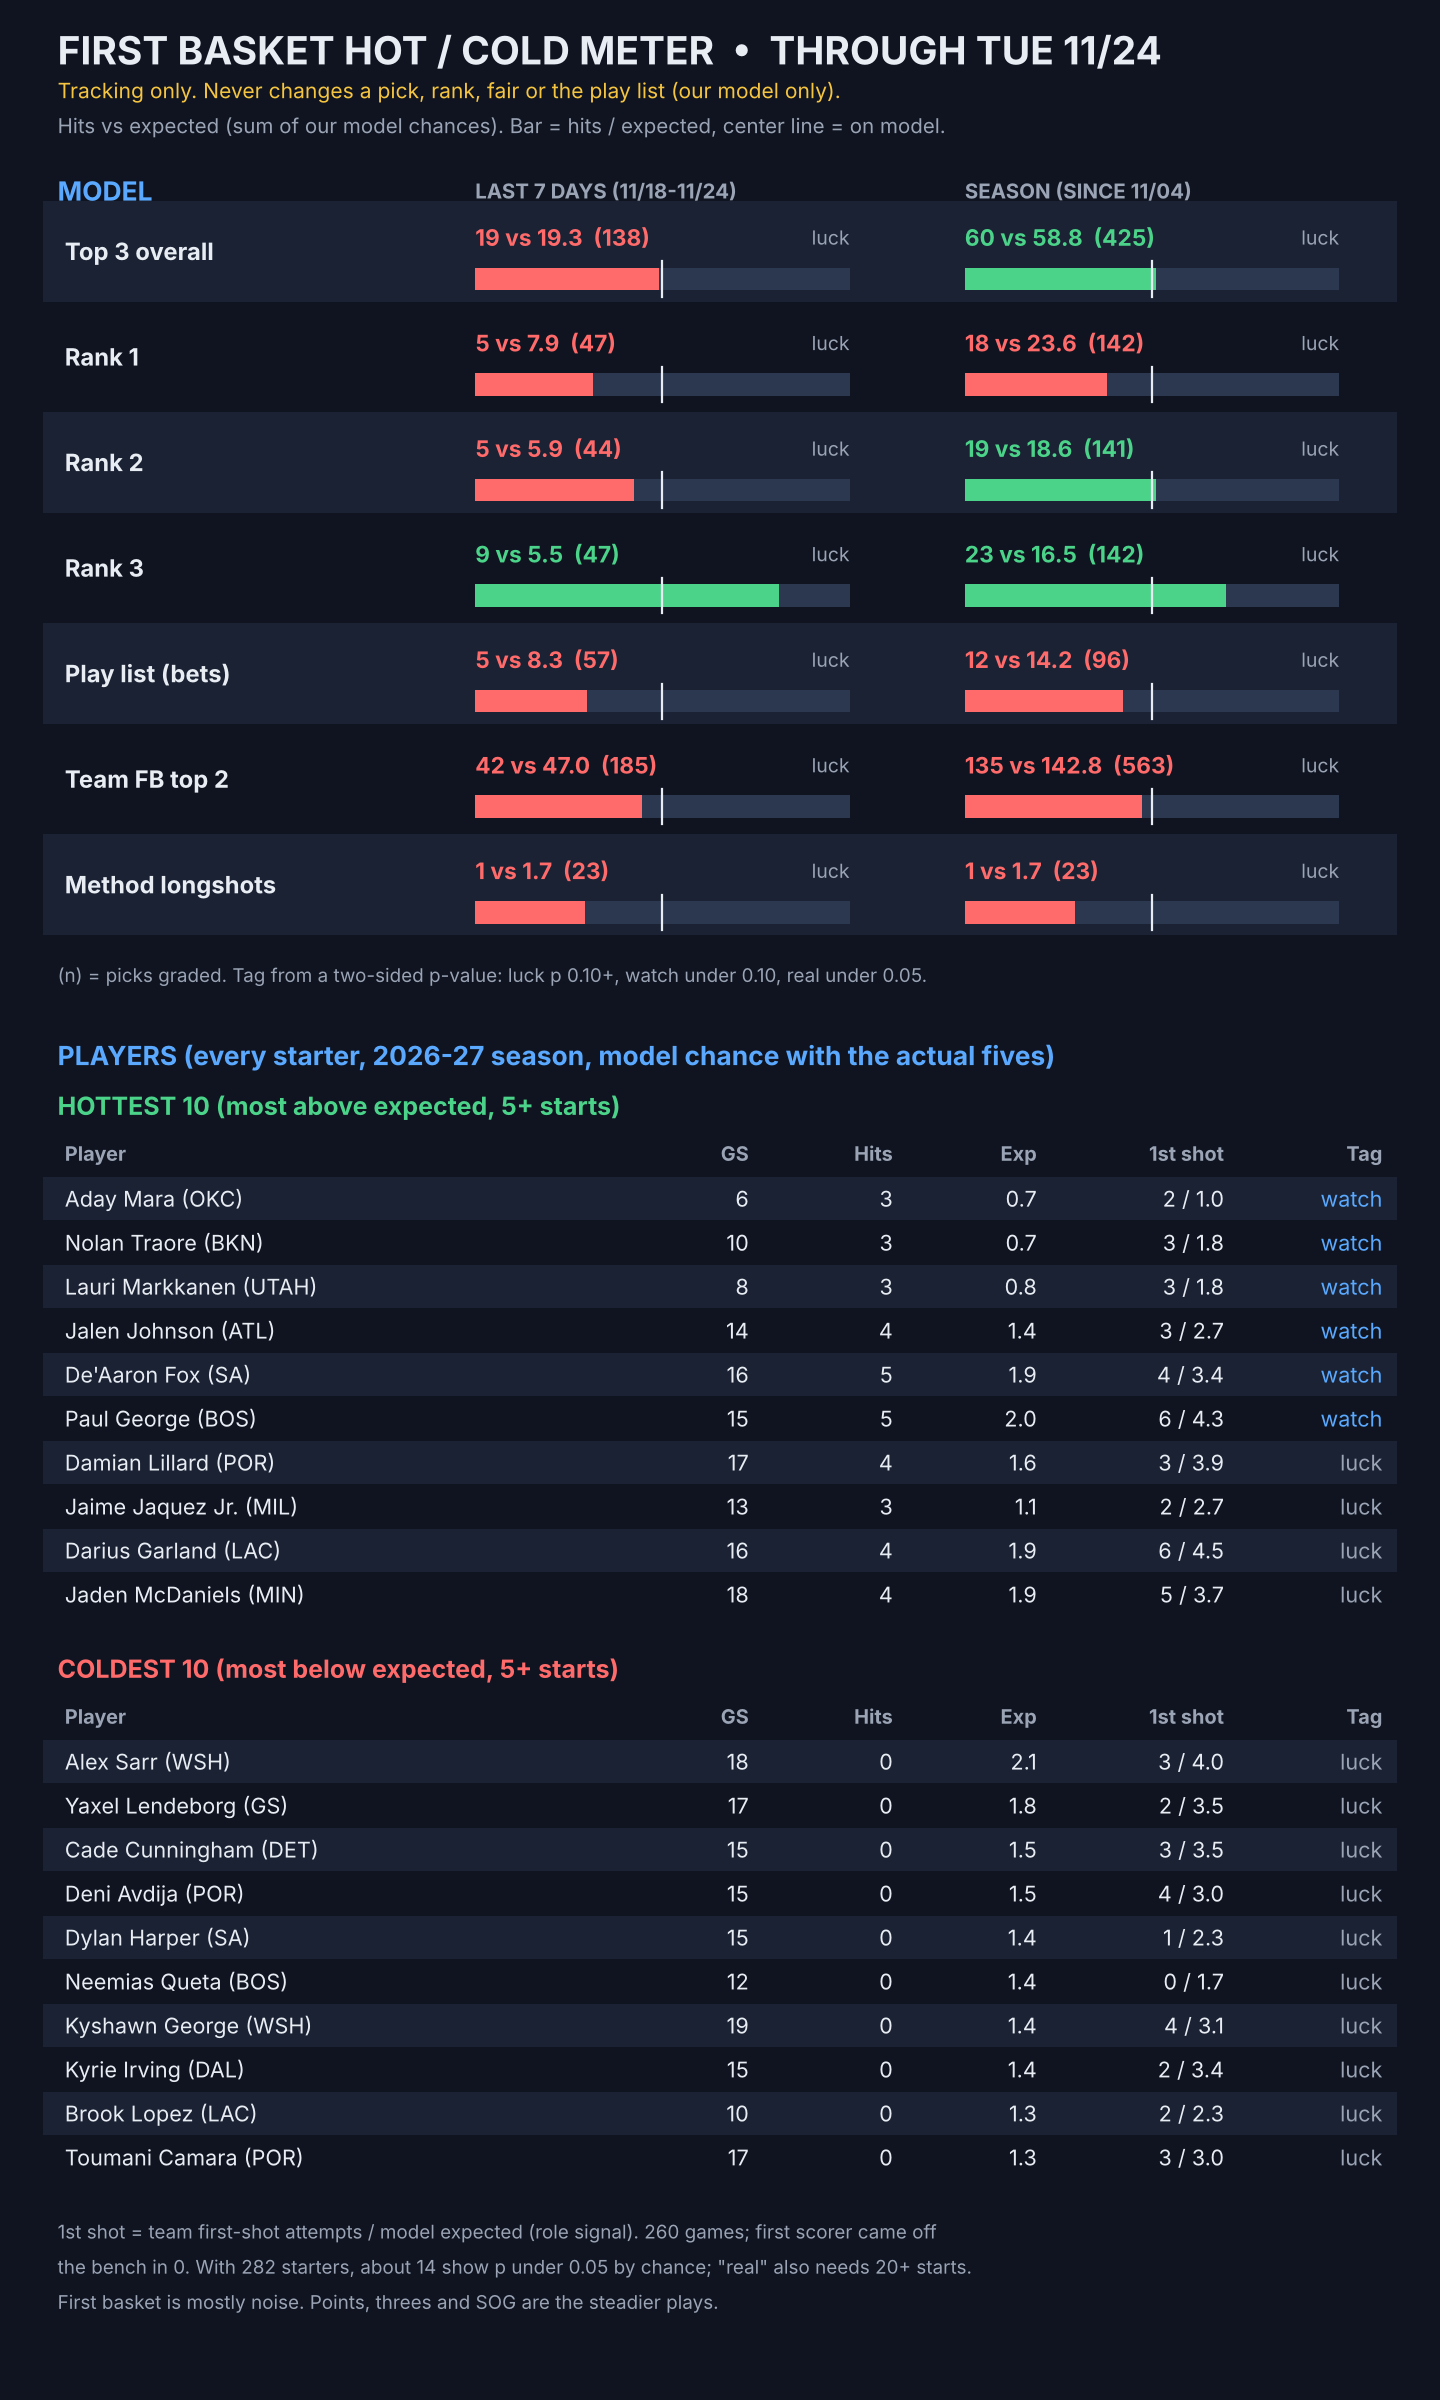 FIRST BASKET HOT / COLD METER • THROUGH TUE 11/24
Tracking only. Never changes a pick, rank, fair or the play list (our model only).
Hits vs expected (sum of our model chances). Bar = hits / expected, center line = on model.
MODEL LAST 7 DAYS (11/18-11/24) SEASON (SINCE 11/04)
Top 3 overall 19 vs 19.3 (138) luck 60 vs 58.8 (425) luck
Rank 1 5 vs 7.9 (47) luck 18 vs 23.6 (142) luck
Rank 2 5 vs 5.9 (44) luck 19 vs 18.6 (141) luck
Rank 3 9 vs 5.5 (47) luck 23 vs 16.5 (142) luck
Play list (bets) 5 vs 8.3 (57) luck 12 vs 14.2 (96) luck
Team FB top 2 42 vs 47.0 (185) luck 135 vs 142.8 (563) luck
Method longshots 1 vs 1.7 (23) luck 1 vs 1.7 (23) luck
(n) = picks graded. Tag from a two-sided p-value: luck p 0.10+, watch under 0.10, real under 0.05.
PLAYERS (every starter, 2026-27 season, model chance with the actual fives)
HOTTEST 10 (most above expected, 5+ starts)
Player GS Hits Exp 1st shot Tag
Aday Mara (OKC) 6 3 0.7 2 / 1.0 watch
Nolan Traore (BKN) 10 3 0.7 3 / 1.8 watch
Lauri Markkanen (UTAH) 8 3 0.8 3 / 1.8 watch
Jalen Johnson (ATL) 14 4 1.4 3 / 2.7 watch
De'Aaron Fox (SA) 16 5 1.9 4 / 3.4 watch
Paul George (BOS) 15 5 2.0 6 / 4.3 watch
Damian Lillard (POR) 17 4 1.6 3 / 3.9 luck
Jaime Jaquez Jr. (MIL) 13 3 1.1 2 / 2.7 luck
Darius Garland (LAC) 16 4 1.9 6 / 4.5 luck
Jaden McDaniels (MIN) 18 4 1.9 5 / 3.7 luck
COLDEST 10 (most below expected, 5+ starts)
Player GS Hits Exp 1st shot Tag
Alex Sarr (WSH) 18 0 2.1 3 / 4.0 luck
Yaxel Lendeborg (GS) 17 0 1.8 2 / 3.5 luck
Cade Cunningham (DET) 15 0 1.5 3 / 3.5 luck
Deni Avdija (POR) 15 0 1.5 4 / 3.0 luck
Dylan Harper (SA) 15 0 1.4 1 / 2.3 luck
Neemias Queta (BOS) 12 0 1.4 0 / 1.7 luck
Kyshawn George (WSH) 19 0 1.4 4 / 3.1 luck
Kyrie Irving (DAL) 15 0 1.4 2 / 3.4 luck
Brook Lopez (LAC) 10 0 1.3 2 / 2.3 luck
Toumani Camara (POR) 17 0 1.3 3 / 3.0 luck
1st shot = team first-shot attempts / model expected (role signal). 260 games; first scorer came off
the bench in 0. With 282 starters, about 14 show p under 0.05 by chance; "real" also needs 20+ starts.
First basket is mostly noise. Points, threes and SOG are the steadier plays.